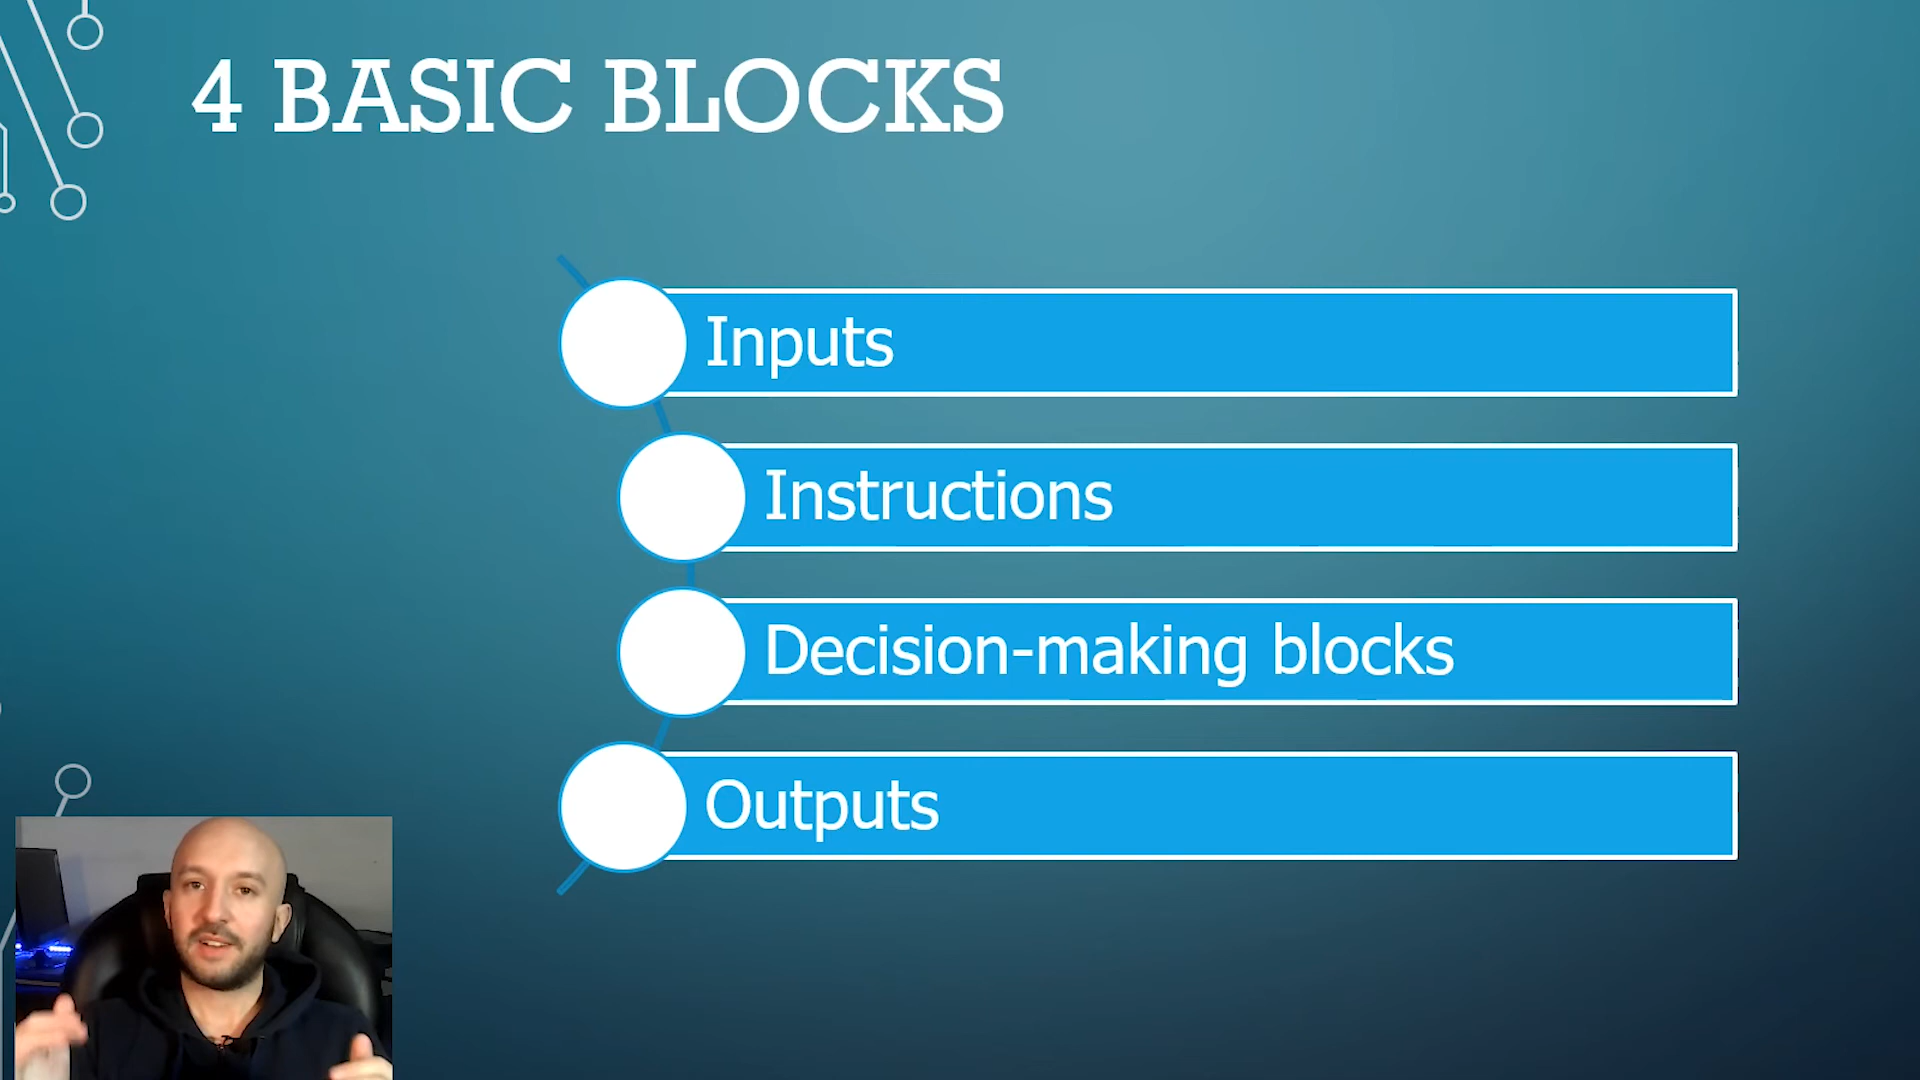 4 BASIC BLOCKS
Inputs
Instructions
Decision-making blocks
Outputs